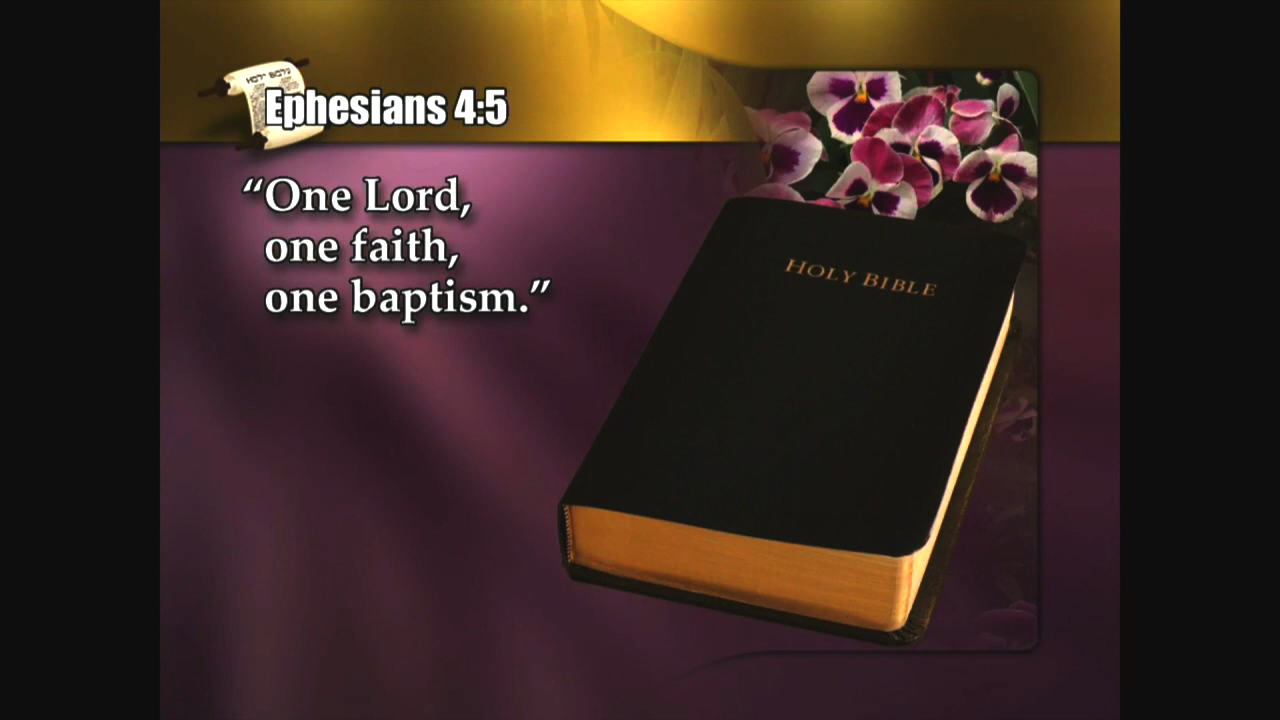 Ephesians 4:5
“One Lord,
one faith,
one baptism.”
HOLY BIBLE